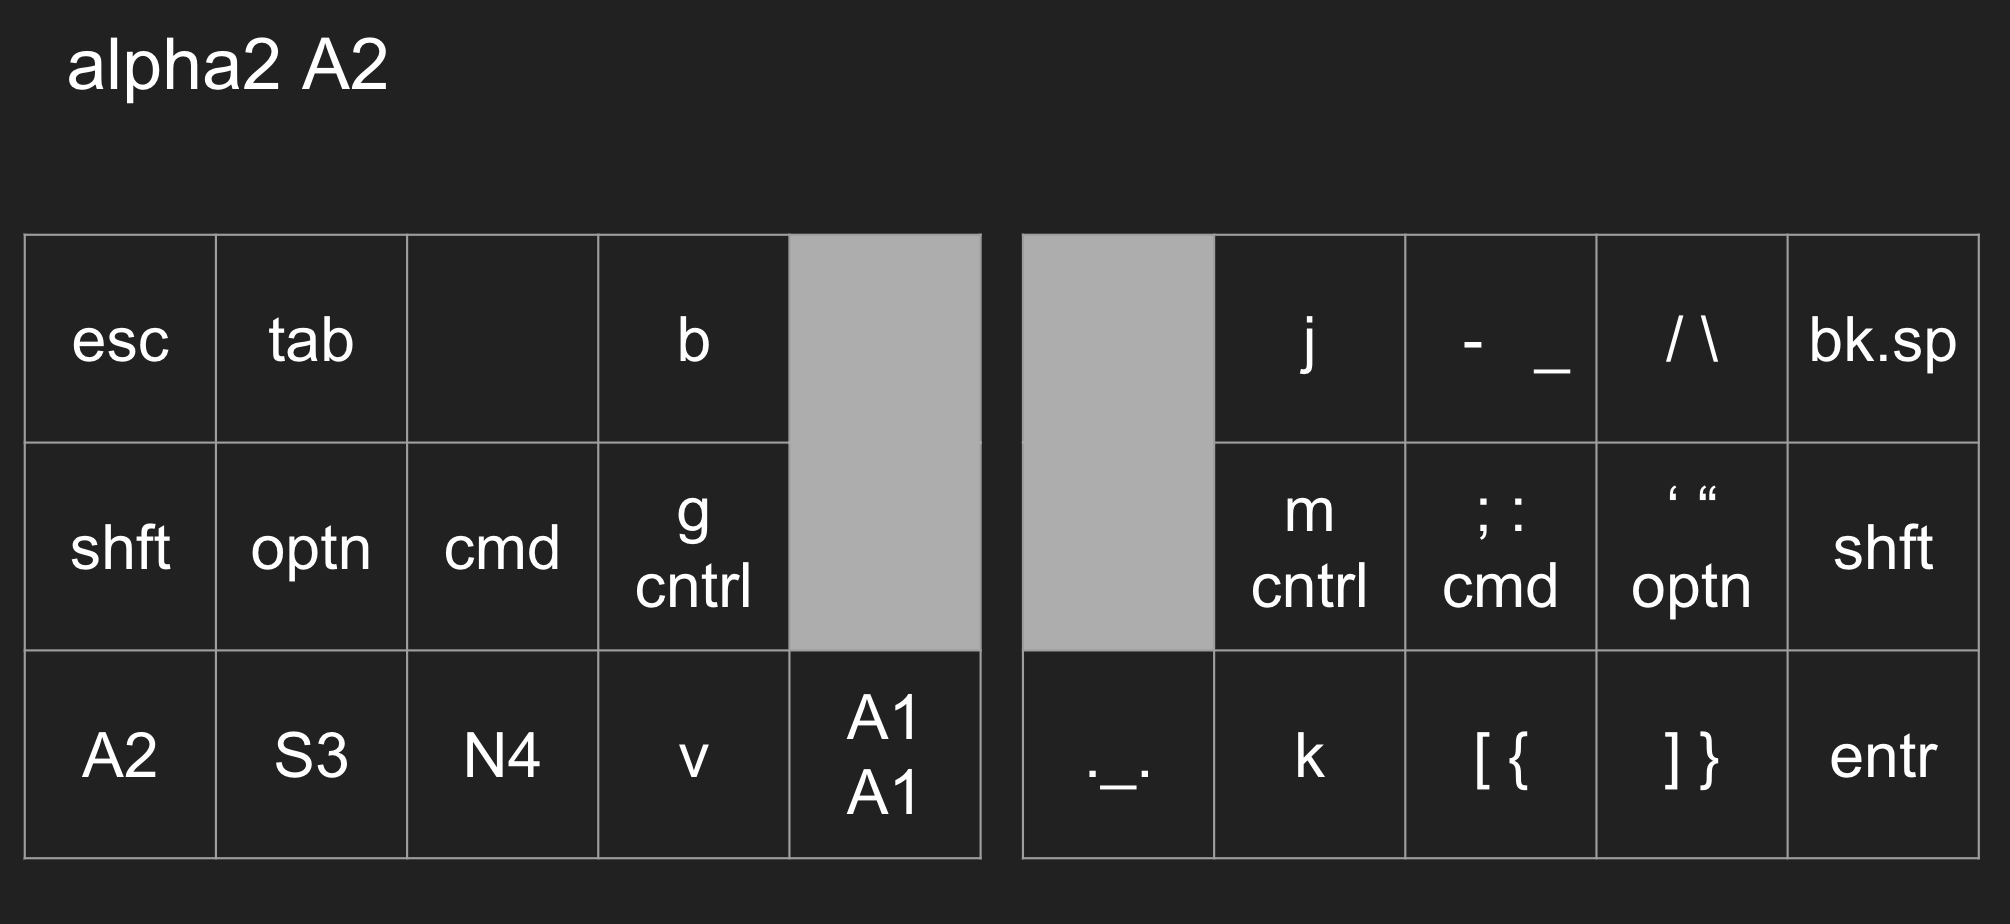 alpha2 A2
esc tab b j - _ / \ bk.sp
shft optn cmd g cntrl m cntrl ; : cmd ‘ “ optn shft
A2 S3 N4 v A1 A1 ._. k [ { ] } entr